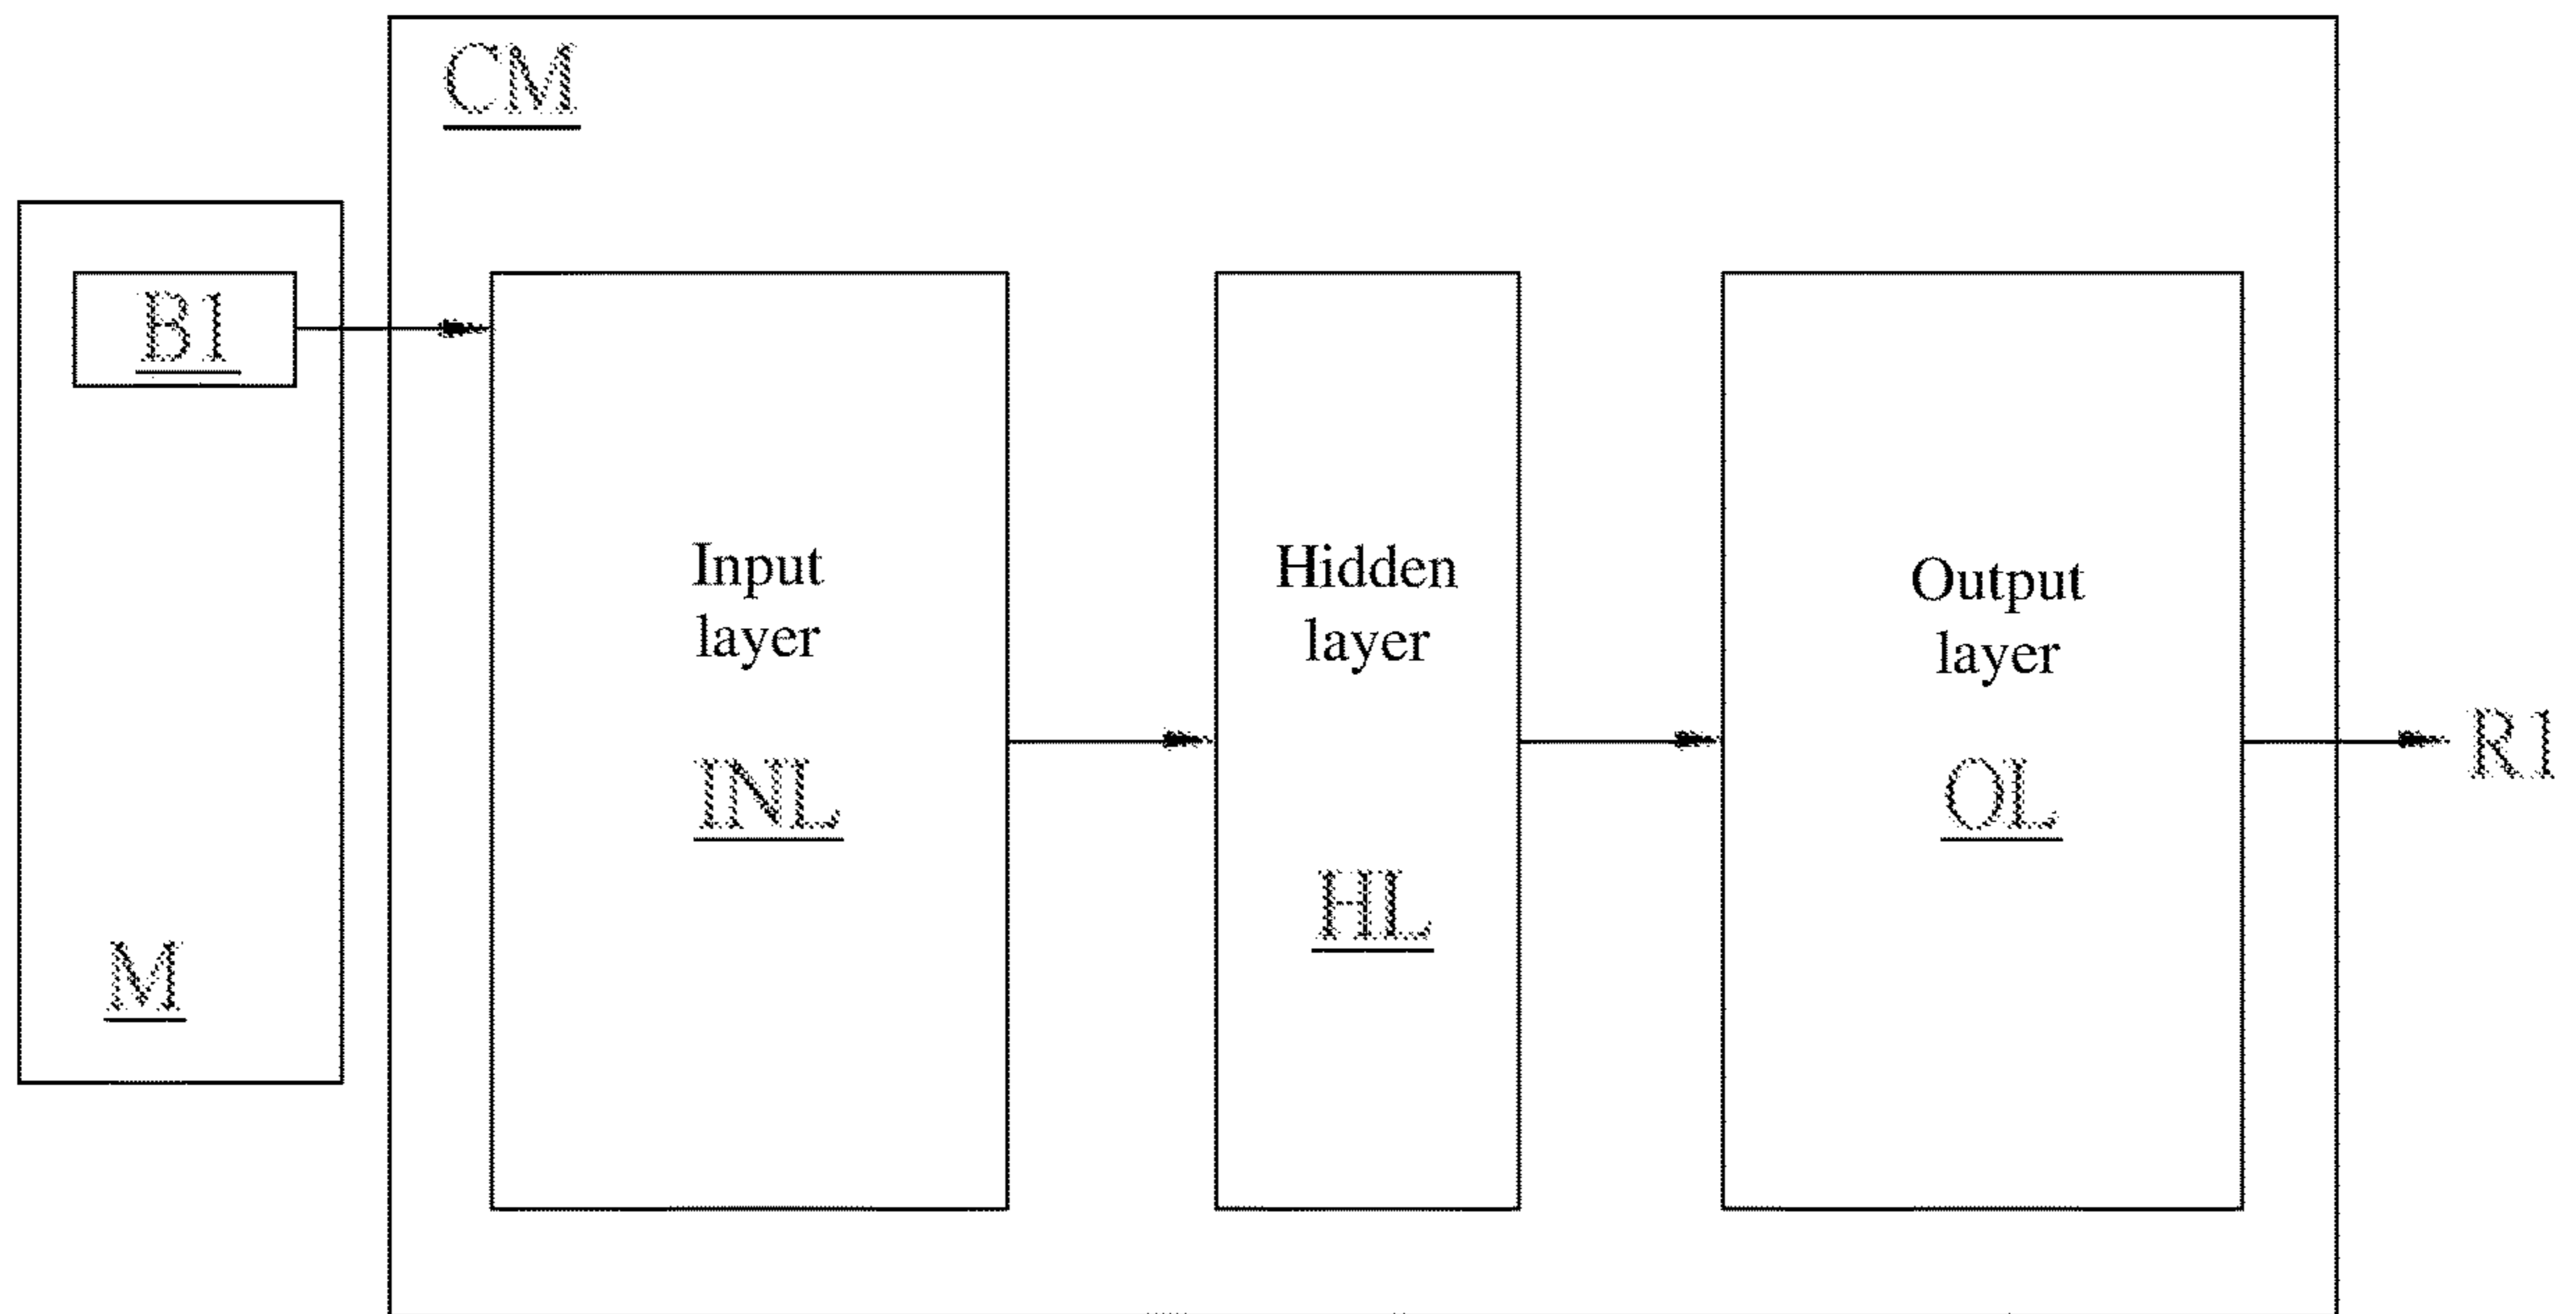 CM
B1
M
Input
layer
INL
Hidden
layer
HL
Output
layer
OL
R1